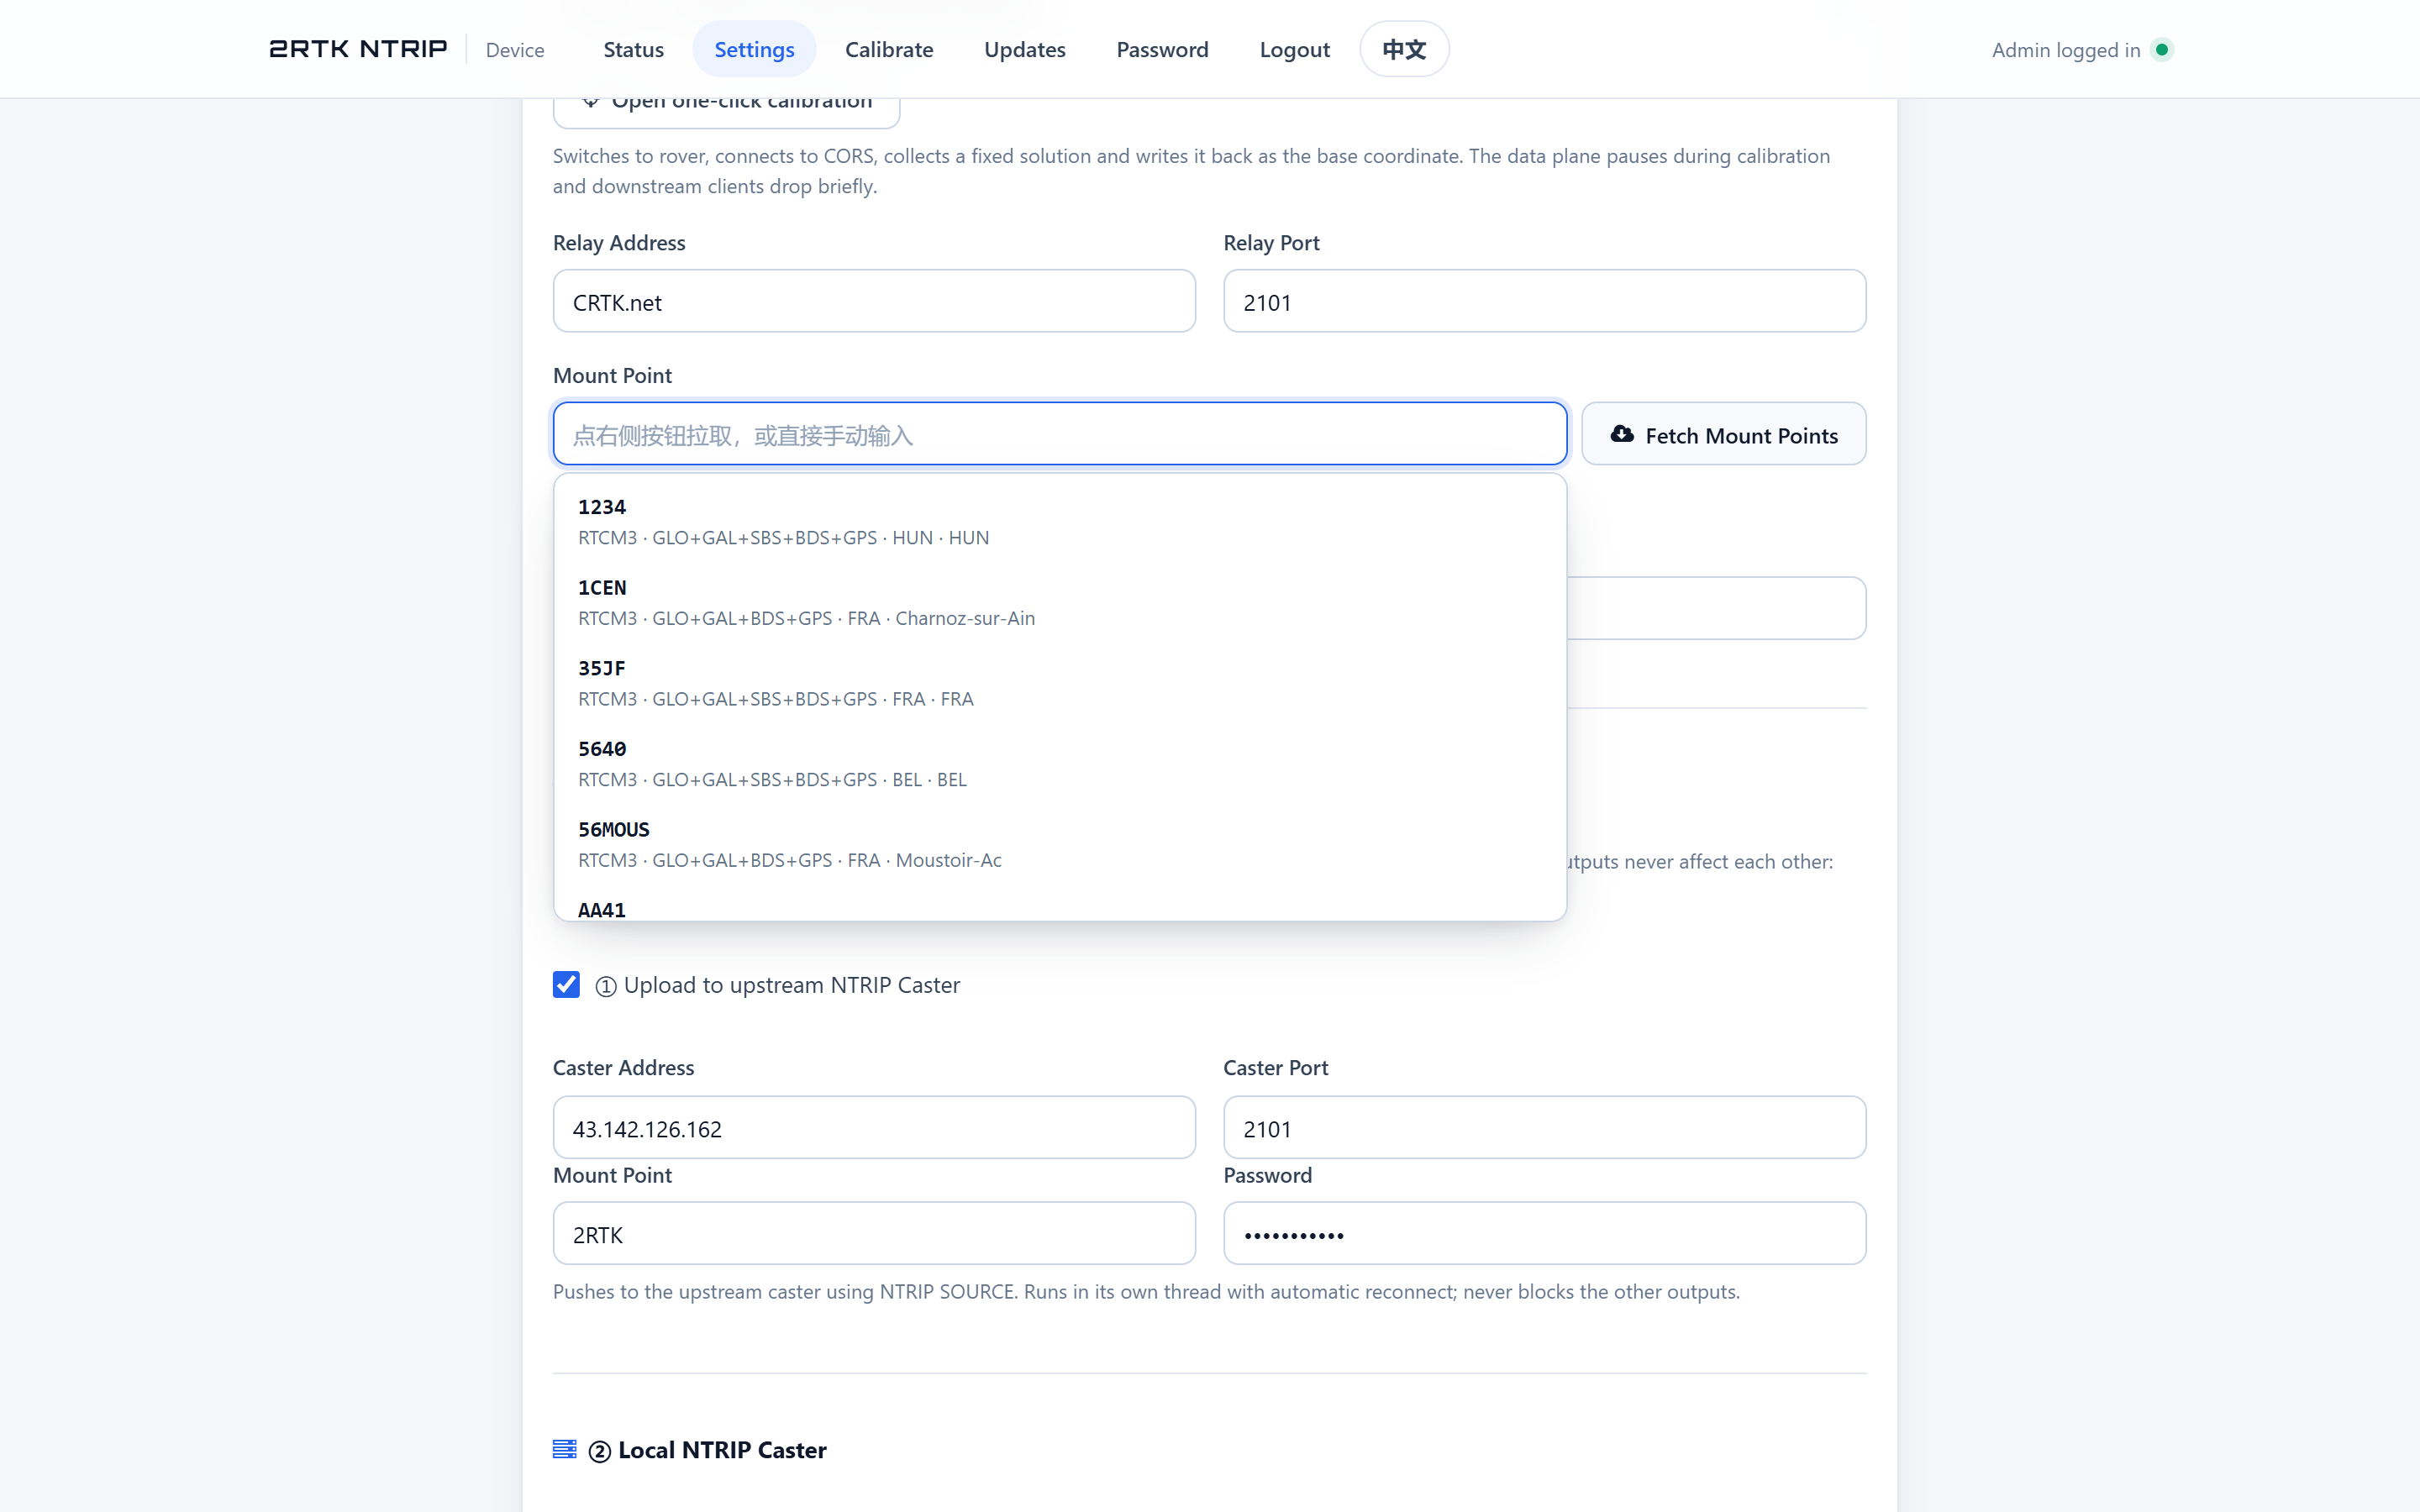 2RTK NTRIP
Device
Status
Settings
Calibrate
Updates
Password
Logout
中文
Admin logged in
Open one-click calibration
Switches to rover, connects to CORS, collects a fixed solution and writes it back as the base coordinate. The data plane pauses during calibration
and downstream clients drop briefly.
Relay Address
Relay Port
CRTK.net
2101
Mount Point
点右侧按钮拉取，或直接手动输入
Fetch Mount Points
1234
RTCM3 · GLO+GAL+SBS+BDS+GPS · HUN · HUN
1CEN
RTCM3 · GLO+GAL+BDS+GPS · FRA · Charnoz-sur-Ain
35JF
RTCM3 · GLO+GAL+SBS+BDS+GPS · FRA · FRA
5640
RTCM3 · GLO+GAL+SBS+BDS+GPS · BEL · BEL
56MOUS
RTCM3 · GLO+GAL+BDS+GPS · FRA · Moustoir-Ac
AA41
never affect each other:
① Upload to upstream NTRIP Caster
Caster Address
Caster Port
43.142.126.162
2101
Mount Point
Password
2RTK
•••••••••••
Pushes to the upstream caster using NTRIP SOURCE. Runs in its own thread with automatic reconnect; never blocks the other outputs.
② Local NTRIP Caster